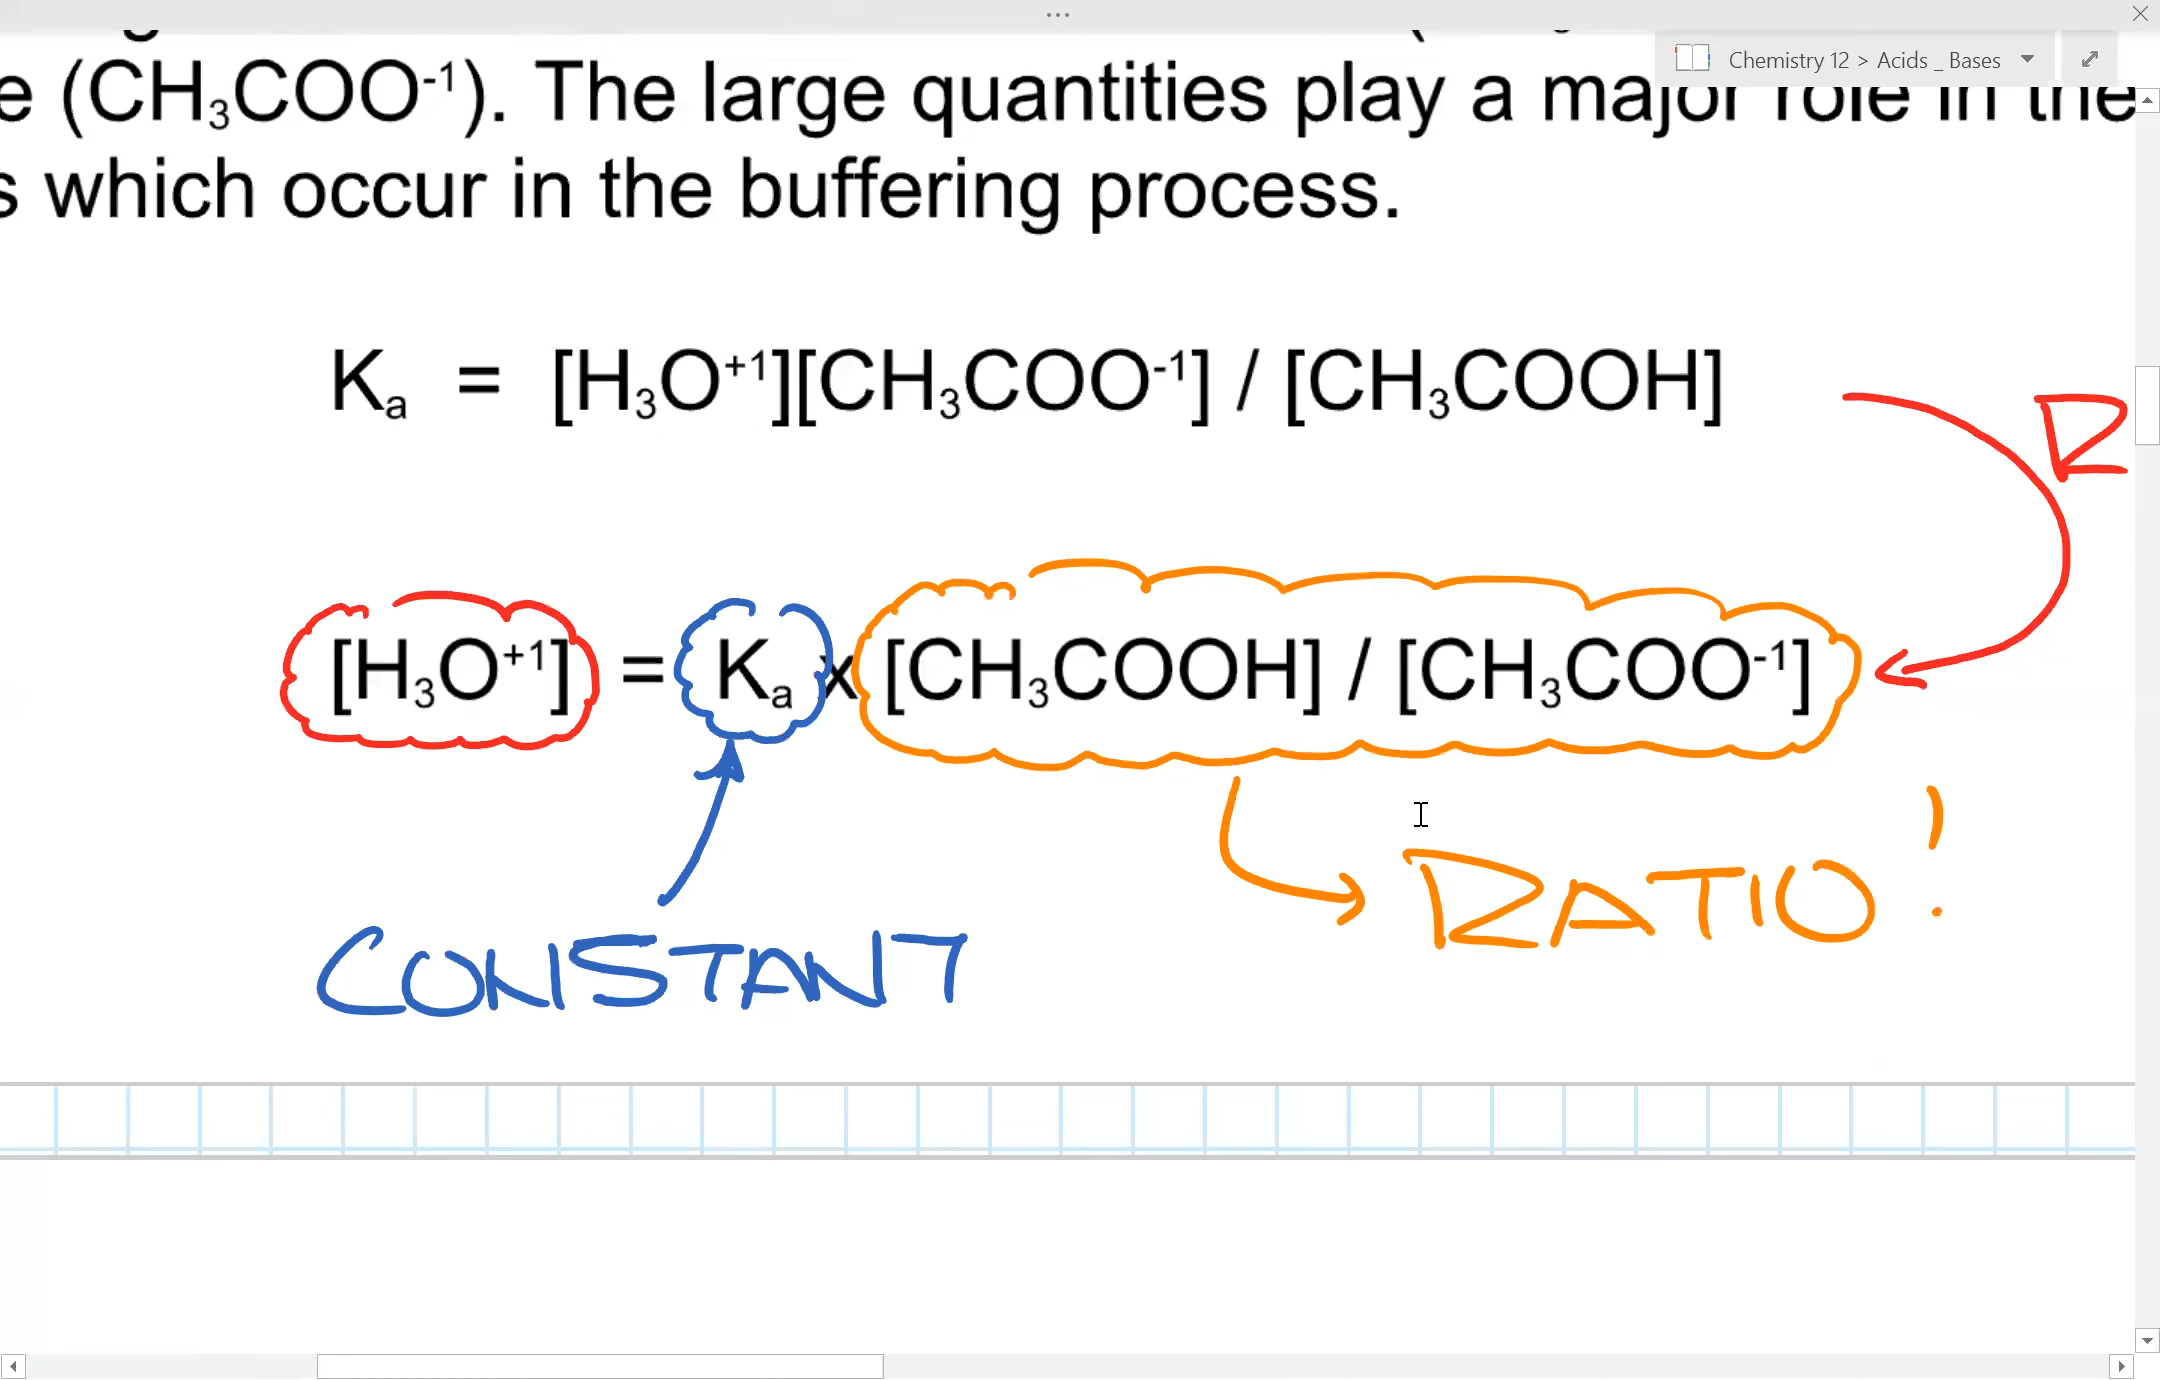 Chemistry 12 > Acids _ Bases
e (CH₃COO⁻¹). The large quantities play a major role in the
s which occur in the buffering process.
Kₐ = [H₃O⁺¹][CH₃COO⁻¹] / [CH₃COOH]
R
[H₃O⁺¹] = Kₐ x [CH₃COOH] / [CH₃COO⁻¹]
RATIO!
CONSTANT